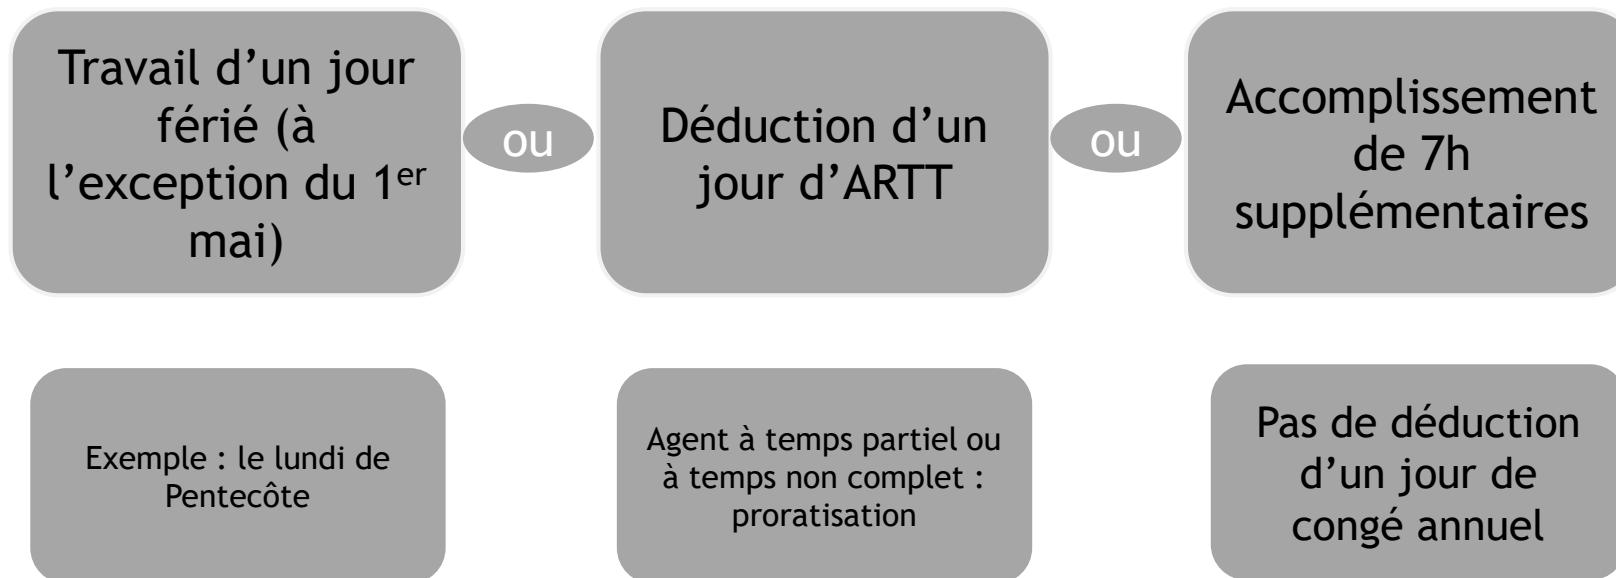 Travail d’un jour
férié (à
l’exception du 1er
mai)
ou
Déduction d’un
jour d’ARTT
ou
Accomplissement
de 7h
supplémentaires
Exemple : le lundi de
Pentecôte
Agent à temps partiel ou
à temps non complet :
proratisation
Pas de déduction
d’un jour de
congé annuel